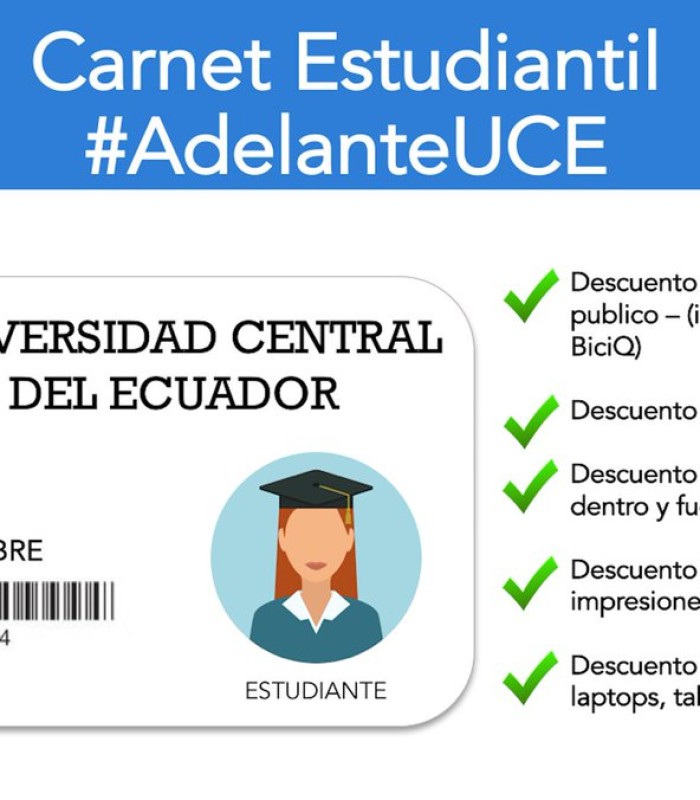 Carnet Estudiantil
#AdelanteUCE
VERSIDAD CENTRAL
DEL ECUADOR
BRE
4
ESTUDIANTE
Descuento
publico – (i
BiciQ)
Descuento
Descuento
dentro y fu
Descuento
impresione
Descuento
laptops, tal